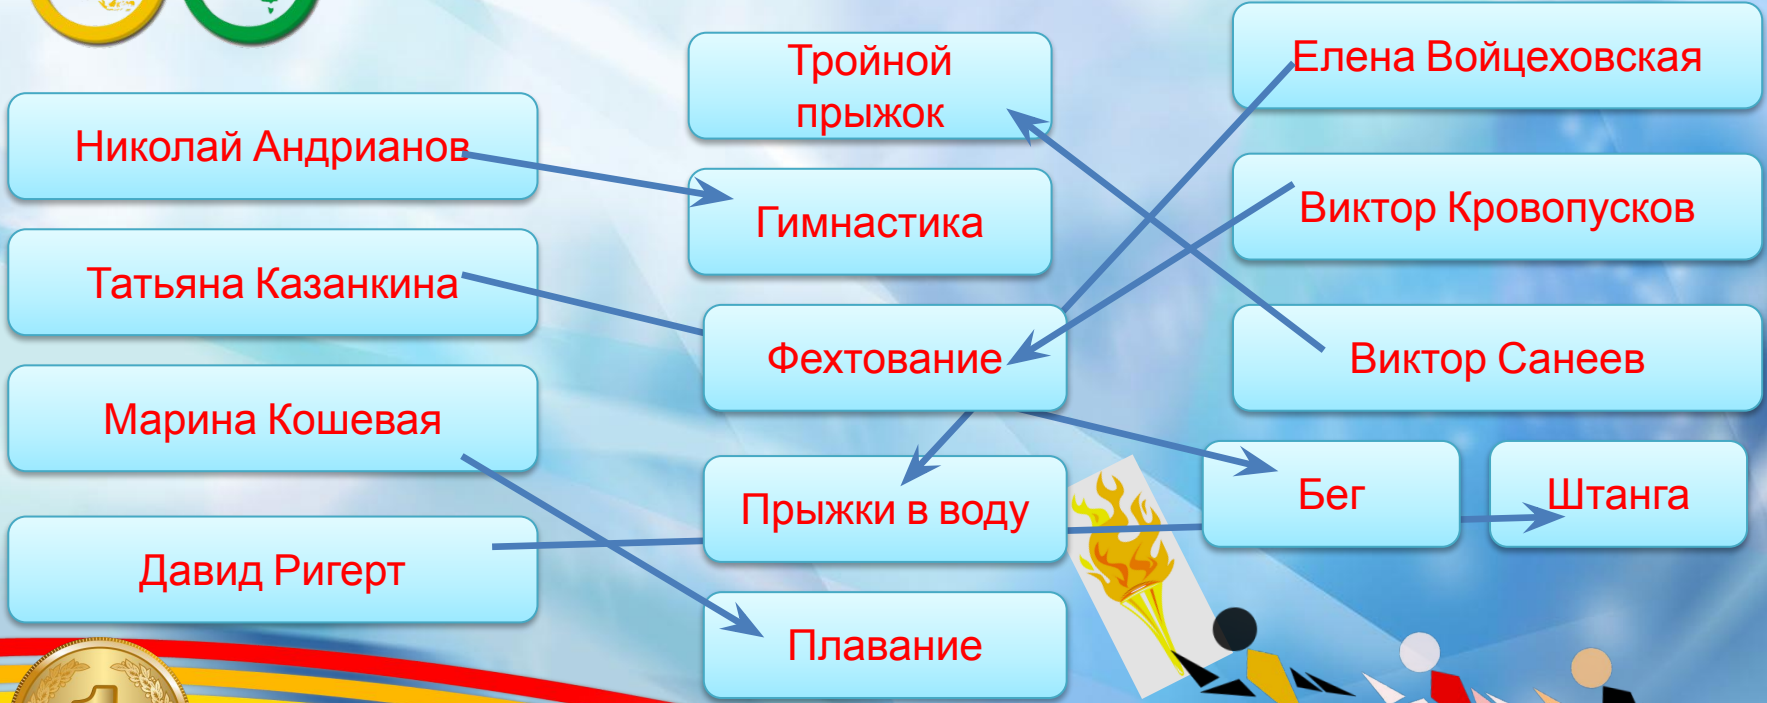 Николай Андрианов
Татьяна Казанкина
Марина Кошевая
Давид Ригерт
Тройной
прыжок
Гимнастика
Фехтование
Прыжки в воду
Плавание
Елена Войцеховская
Виктор Кровопусков
Виктор Санеев
Бег
Штанга
1